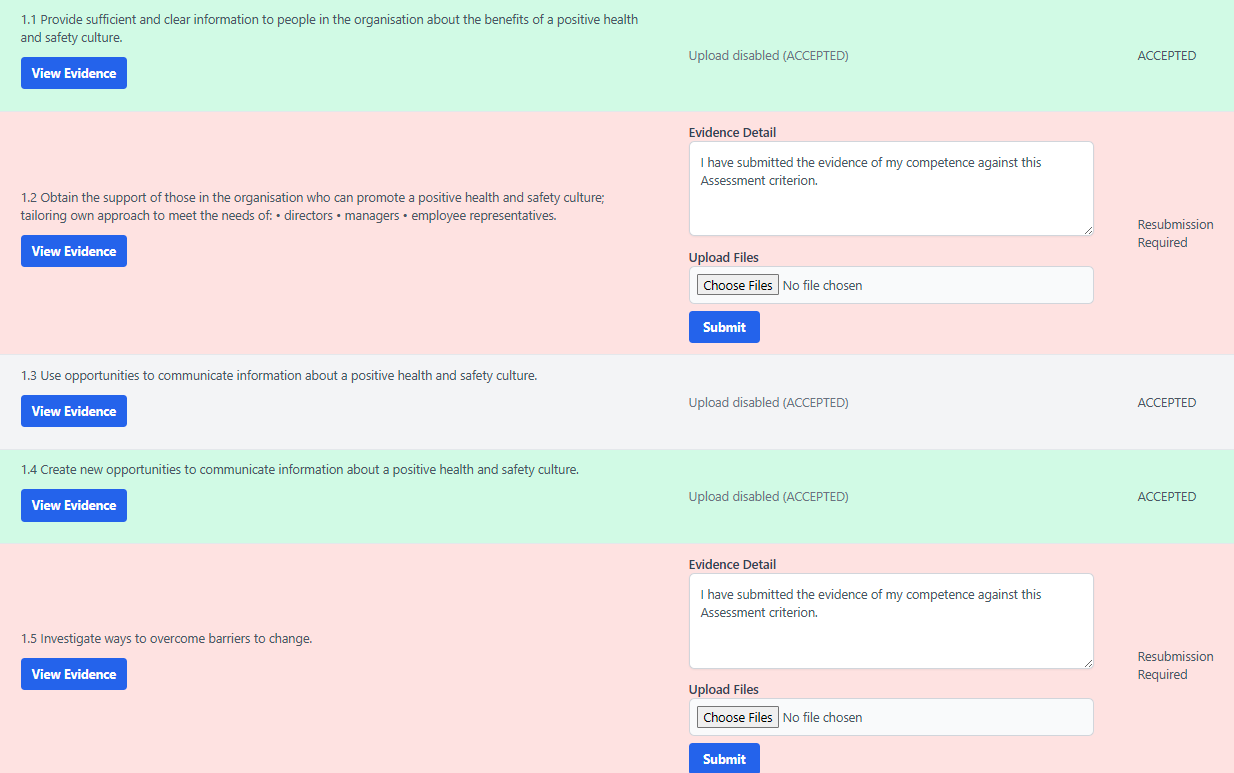 1.1 Provide sufficient and clear information to people in the organisation about the benefits of a positive health
and safety culture.
View Evidence
Upload disabled (ACCEPTED)
ACCEPTED
1.2 Obtain the support of those in the organisation who can promote a positive health and safety culture;
tailoring own approach to meet the needs of: • directors • managers • employee representatives.
View Evidence
Evidence Detail
I have submitted the evidence of my competence against this
Assessment criterion.
Upload Files
Choose Files No file chosen
Submit
Resubmission
Required
1.3 Use opportunities to communicate information about a positive health and safety culture.
View Evidence
Upload disabled (ACCEPTED)
ACCEPTED
1.4 Create new opportunities to communicate information about a positive health and safety culture.
View Evidence
Upload disabled (ACCEPTED)
ACCEPTED
1.5 Investigate ways to overcome barriers to change.
View Evidence
Evidence Detail
I have submitted the evidence of my competence against this
Assessment criterion.
Upload Files
Choose Files No file chosen
Submit
Resubmission
Required